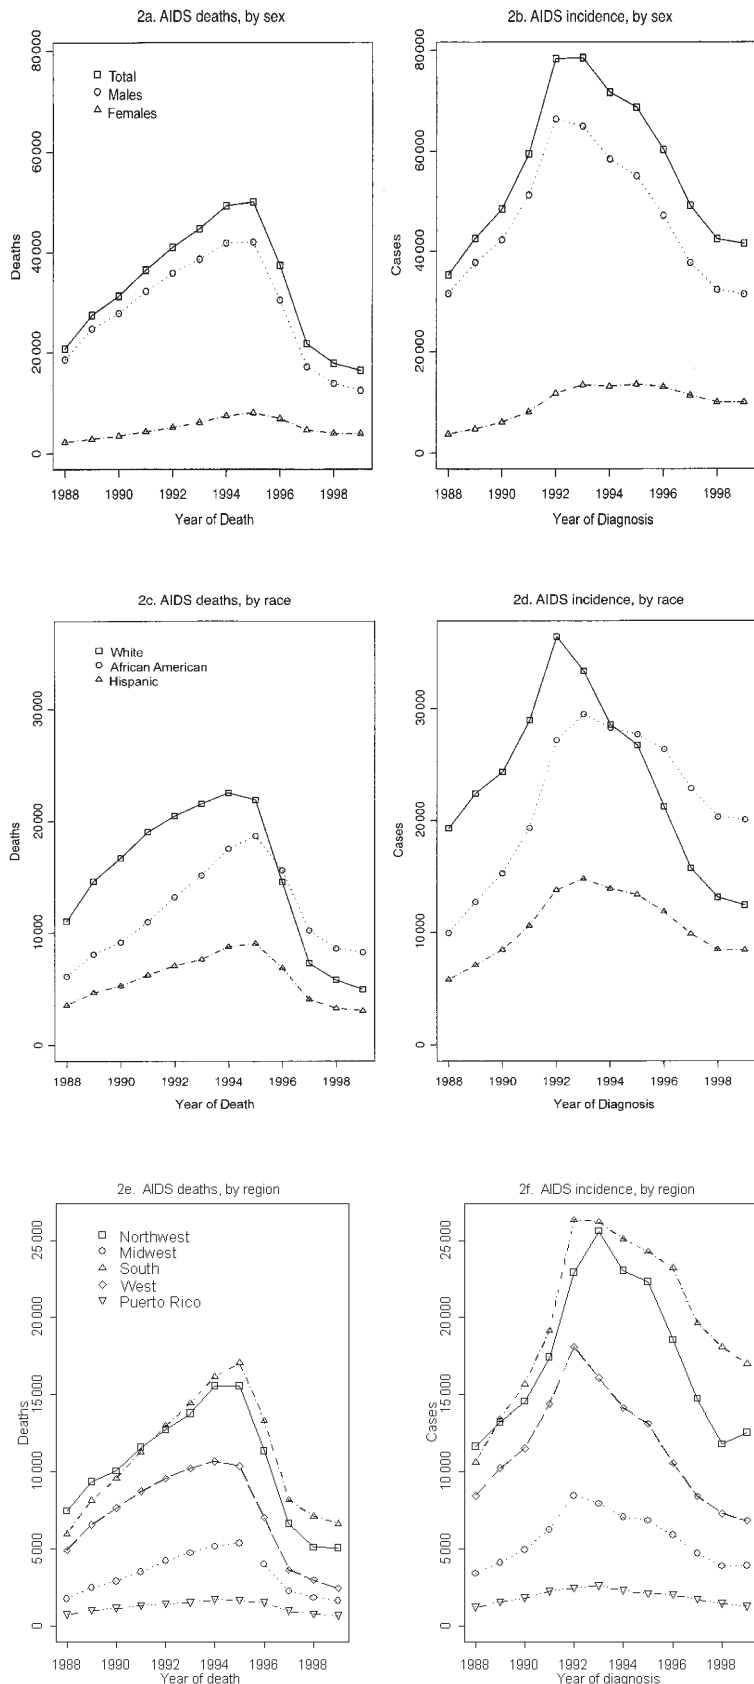 2a. AIDS deaths, by sex
80000
60000
40000
20000
0
Deaths
Total
Males
Females
1988 1990 1992 1994 1996 1998
Year of Death
2b. AIDS incidence, by sex
80000
60000
40000
20000
0
Cases
1988 1990 1992 1994 1996 1998
Year of Diagnosis
2c. AIDS deaths, by race
30000
20000
10000
0
Deaths
White
African American
Hispanic
1988 1990 1992 1994 1996 1998
Year of Death
2d. AIDS incidence, by race
30000
20000
10000
0
Cases
1988 1990 1992 1994 1996 1998
Year of Diagnosis
2e. AIDS deaths, by region
25000
20000
15000
10000
5000
0
Deaths
Northwest
Midwest
South
West
Puerto Rico
1988 1990 1992 1994 1996 1998
Year of death
2f. AIDS incidence, by region
25000
20000
15000
10000
5000
0
Cases
1988 1990 1992 1994 1996 1998
Year of diagnosis